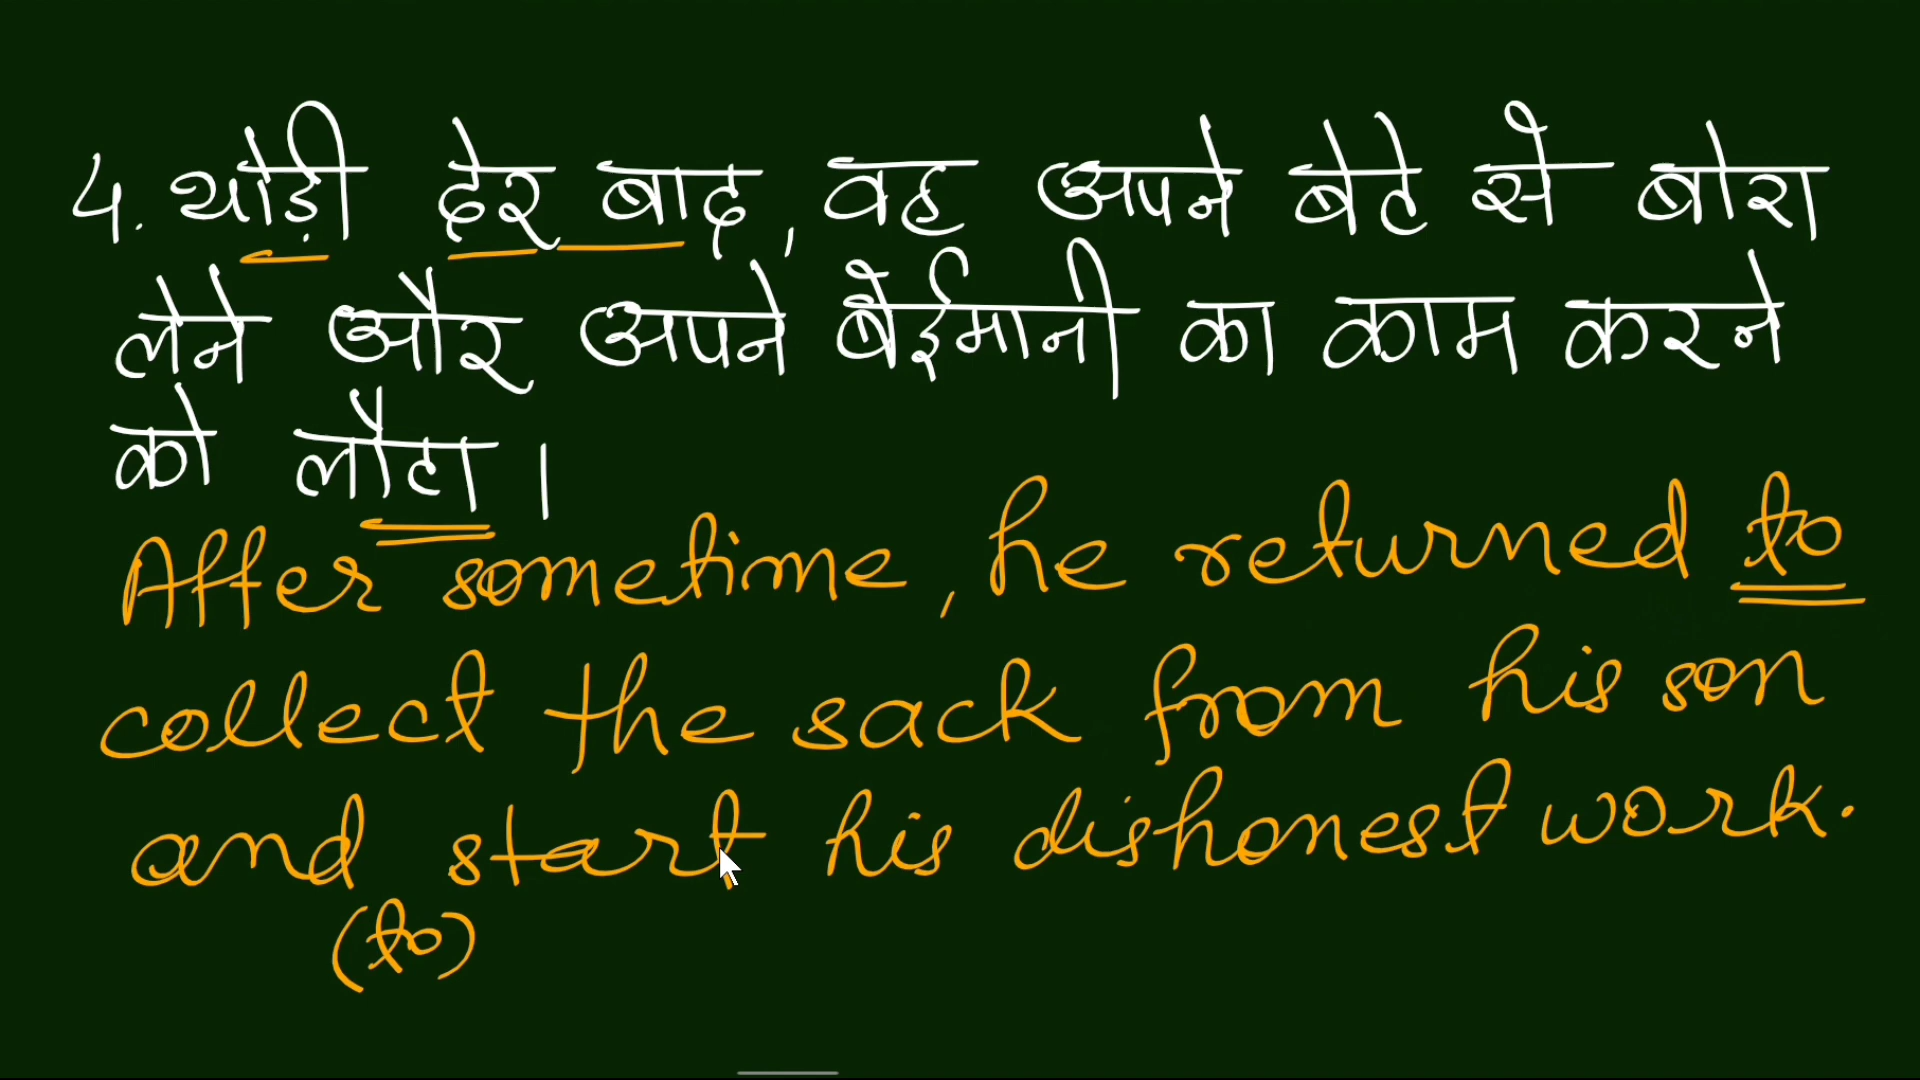 4. थोड़ी देर बाद, वह अपने बेटे से बोरा
लेने और अपने बेईमानी का काम करने
को लौटा ।
After sometime, he returned to
collect the sack from his son
and start his dishonest work.
(to)